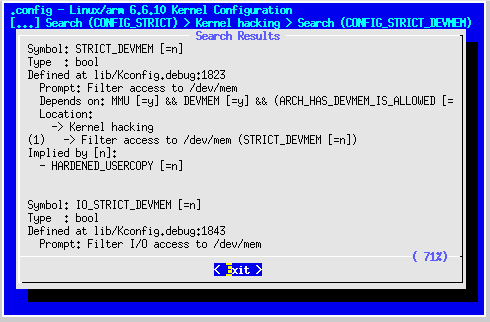 .config - Linux/arm 6.6.10 Kernel Configuration
[...] Search (CONFIG_STRICT) > Kernel hacking > Search (CONFIG_STRICT_DEVMEM)
Search Results
Symbol: STRICT_DEVMEM [=n]
Type  : bool
Defined at lib/Kconfig.debug:1823
  Prompt: Filter access to /dev/mem
  Depends on: MMU [=y] && DEVMEM [=y] && (ARCH_HAS_DEVMEM_IS_ALLOWED [=
  Location:
    -> Kernel hacking
(1)   -> Filter access to /dev/mem (STRICT_DEVMEM [=n])
Implied by [n]:
  - HARDENED_USERCOPY [=n]
Symbol: IO_STRICT_DEVMEM [=n]
Type  : bool
Defined at lib/Kconfig.debug:1843
  Prompt: Filter I/O access to /dev/mem
( 71%)
< Exit >